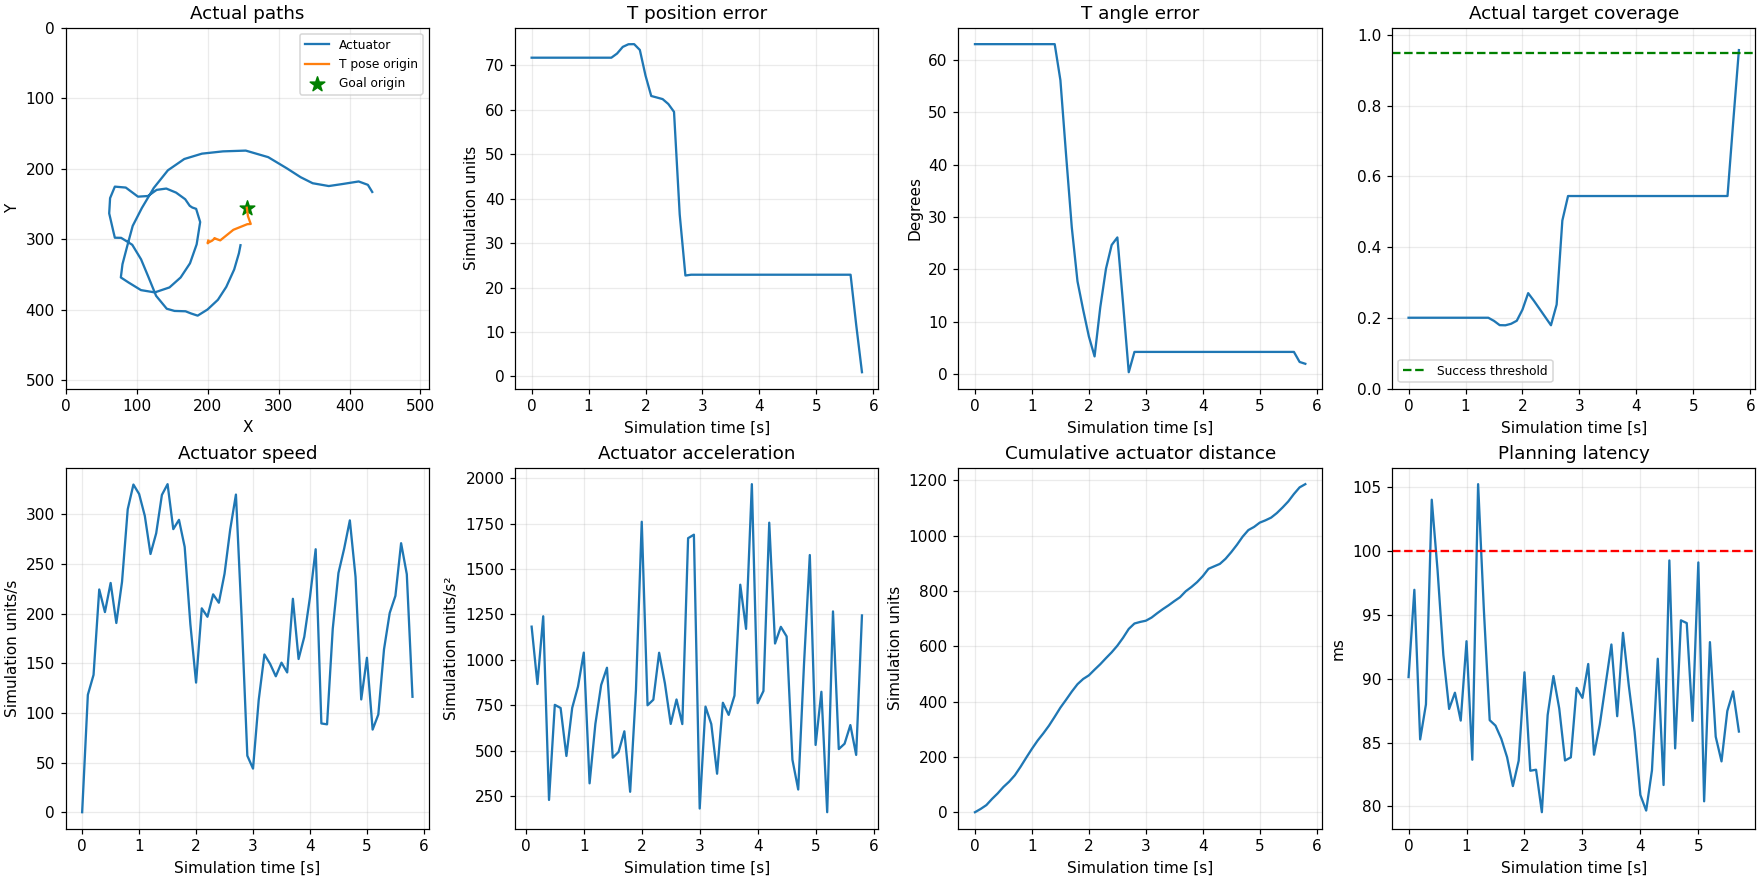 Actual paths
Y
0
100
200
300
400
500
Actuator
T pose origin
Goal origin
0 100 200 300 400 500
X
T position error
Simulation units
70
60
50
40
30
20
10
0
0 1 2 3 4 5 6
Simulation time [s]
T angle error
Degrees
60
50
40
30
20
10
0
0 1 2 3 4 5 6
Simulation time [s]
Actual target coverage
1.0
0.8
0.6
0.4
0.2
0.0
Success threshold
0 1 2 3 4 5 6
Simulation time [s]
Actuator speed
Simulation units/s
300
250
200
150
100
50
0
0 1 2 3 4 5 6
Simulation time [s]
Actuator acceleration
Simulation units/s²
2000
1750
1500
1250
1000
750
500
250
0 1 2 3 4 5 6
Simulation time [s]
Cumulative actuator distance
Simulation units
1200
1000
800
600
400
200
0
0 1 2 3 4 5 6
Simulation time [s]
Planning latency
ms
105
100
95
90
85
80
0 1 2 3 4 5
Simulation time [s]